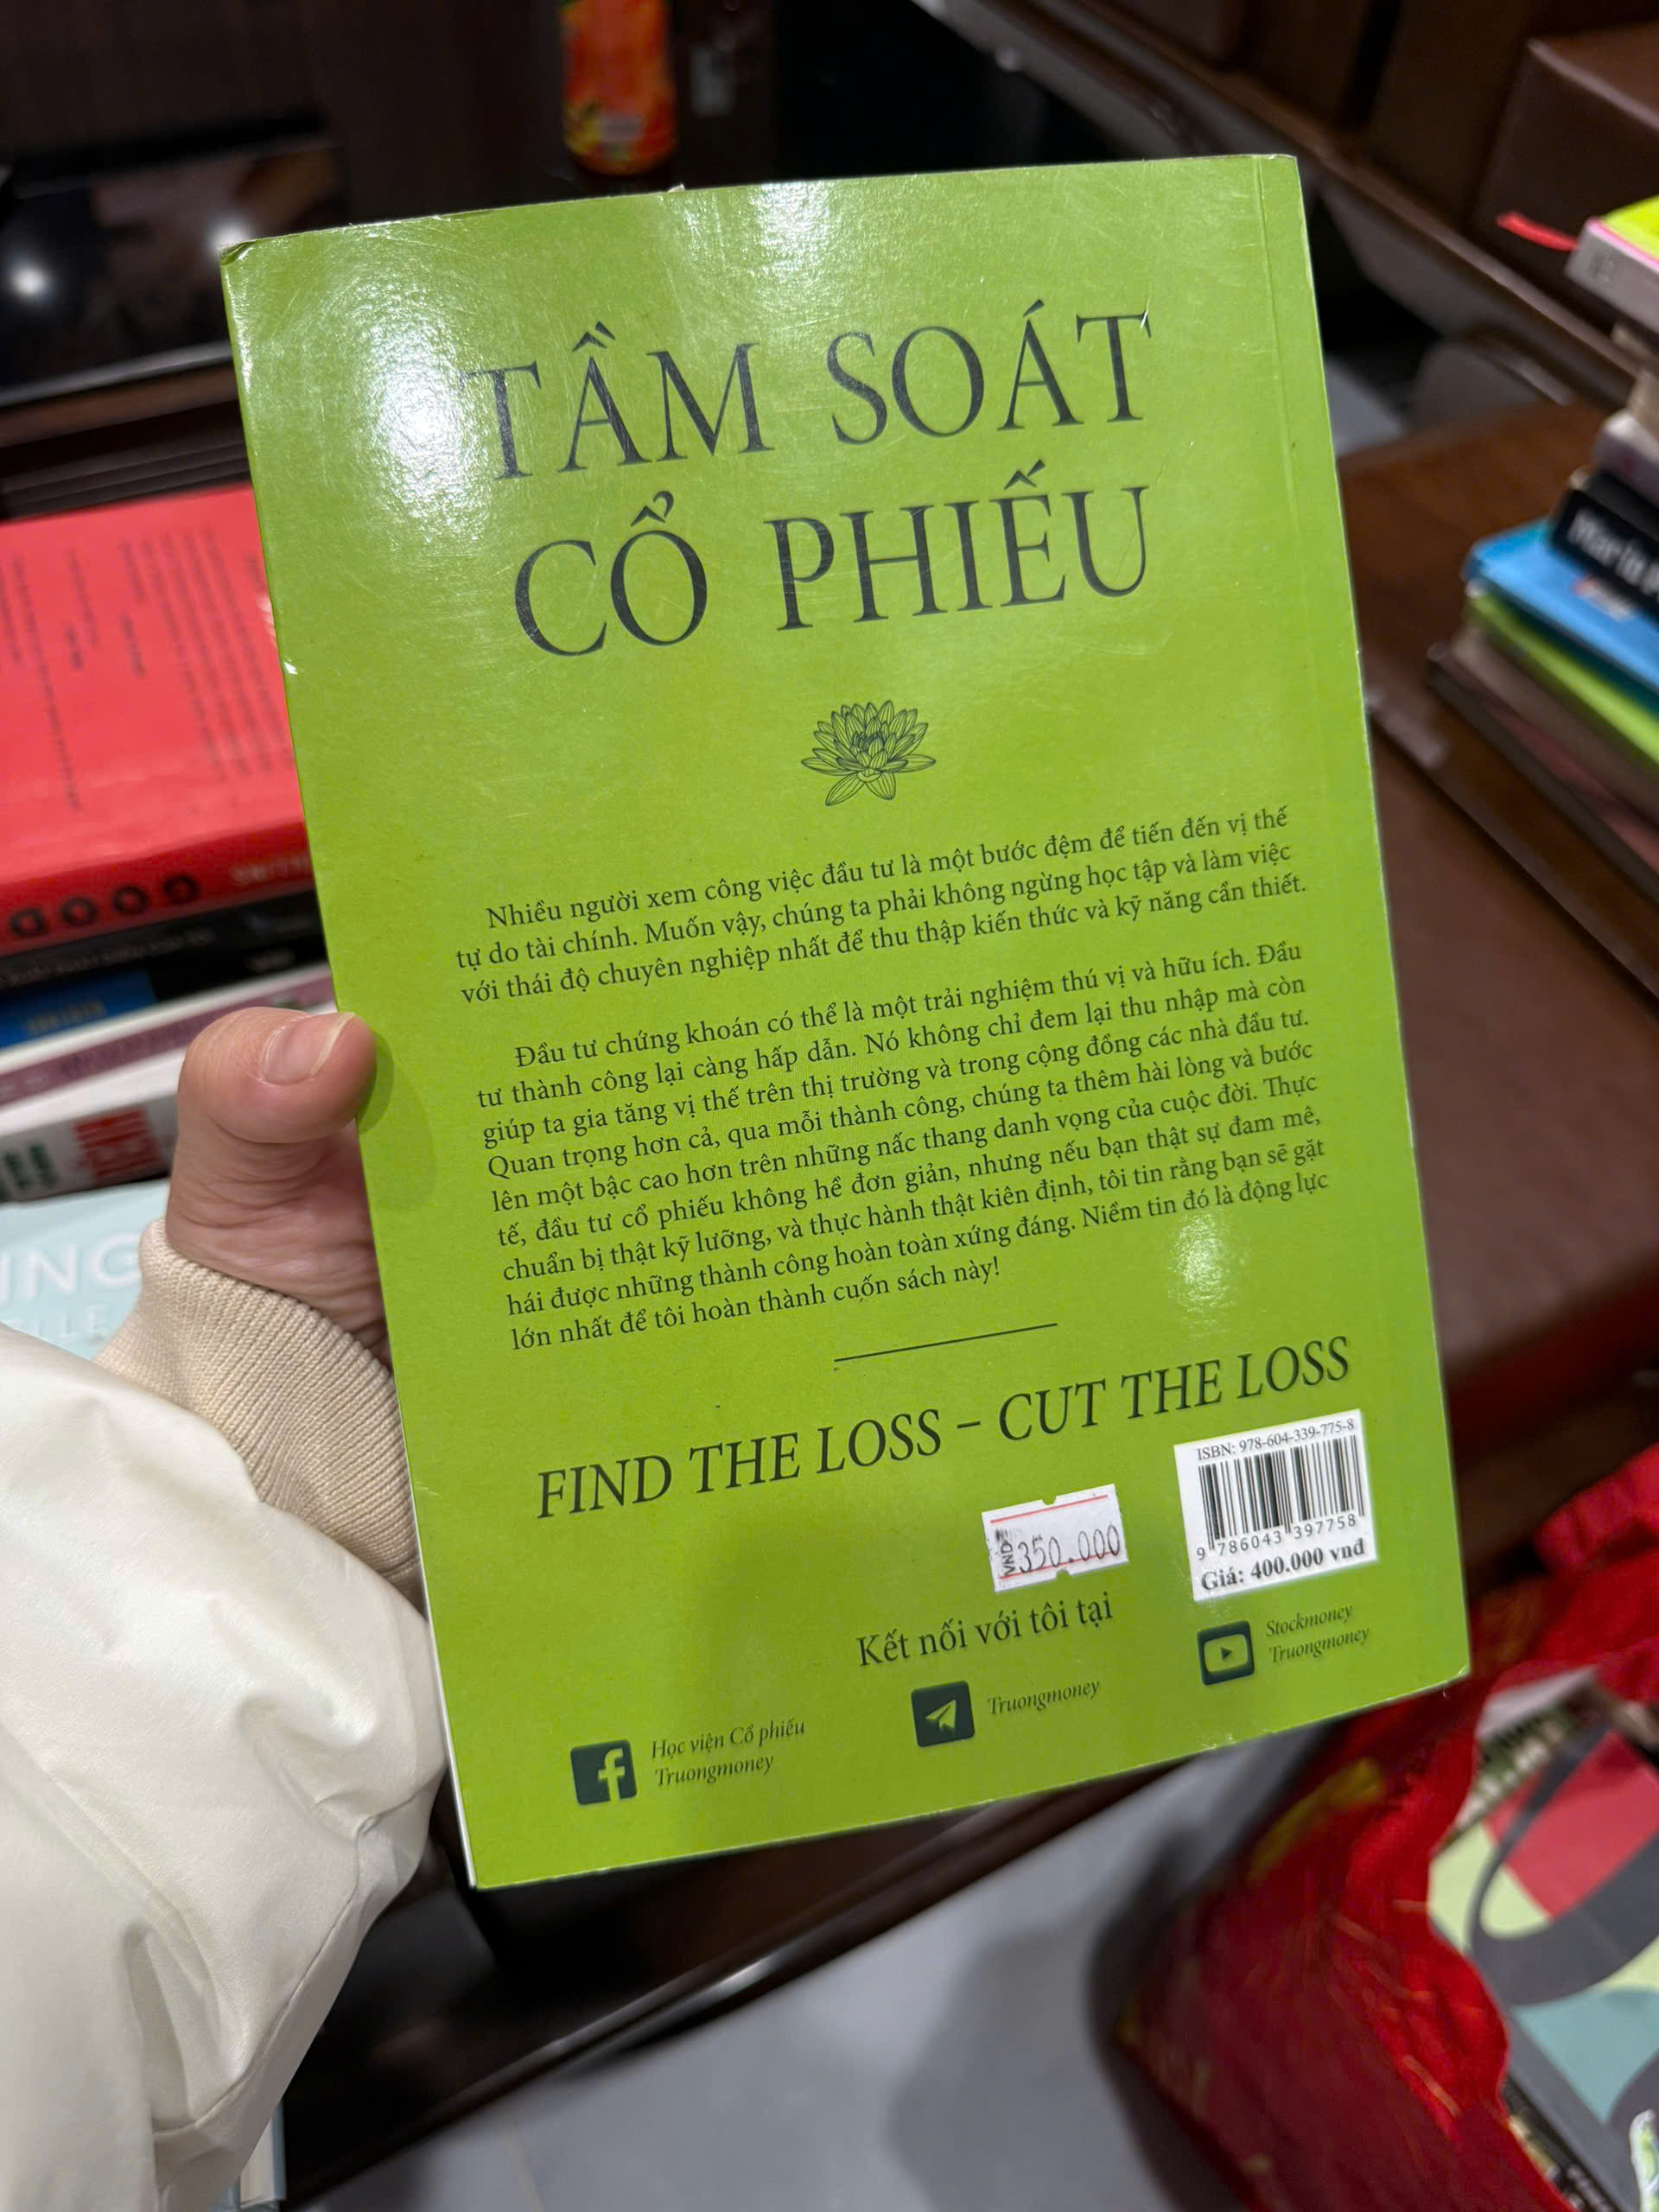 TẦM SOÁT
CỔ PHIẾU
Nhiều người xem công việc đầu tư là một bước đệm để tiến đến vị thế
tự do tài chính. Muốn vậy, chúng ta phải không ngừng học tập và làm việc
với thái độ chuyên nghiệp nhất để thu thập kiến thức và kỹ năng cần thiết.
Đầu tư chứng khoán có thể là một trải nghiệm thú vị và hữu ích. Đầu
tư thành công lại càng hấp dẫn. Nó không chỉ đem lại thu nhập mà còn
giúp ta gia tăng vị thế trên thị trường và trong cộng đồng các nhà đầu tư.
Quan trọng hơn cả, qua mỗi thành công, chúng ta thêm hài lòng và bước
lên một bậc cao hơn trên những nấc thang danh vọng của cuộc đời. Thực
tế, đầu tư cổ phiếu không hề đơn giản, nhưng nếu bạn thật sự đam mê,
chuẩn bị thật kỹ lưỡng, và thực hành thật kiên định, tôi tin rằng bạn sẽ gặt
hái được những thành công hoàn toàn xứng đáng. Niềm tin đó là động lực
lớn nhất để tôi hoàn thành cuốn sách này!
FIND THE LOSS – CUT THE LOSS
ISBN: 978-604-339-775-8
9 786043 397758
Giá: 400.000 vnđ
VNĐ 350.000
Kết nối với tôi tại
Học viện Cổ phiếu
Truongmoney
Truongmoney
Stockmoney
Truongmoney
ING